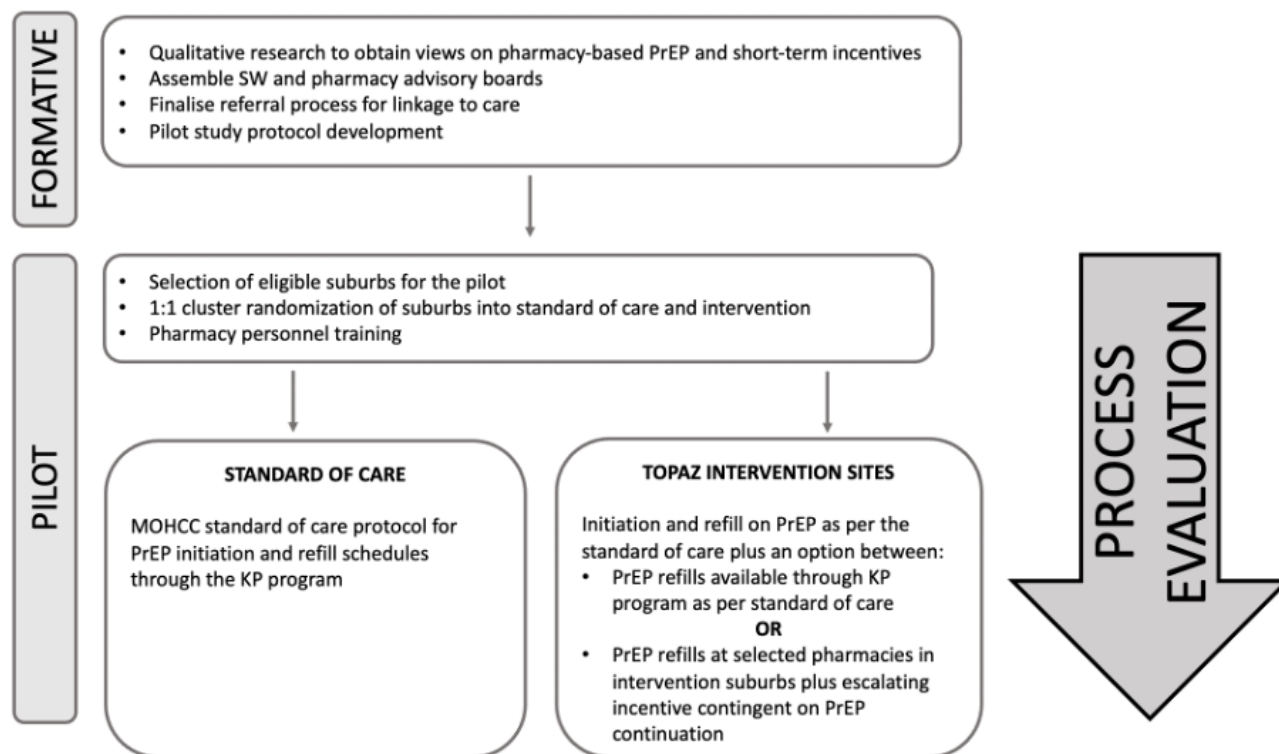 FORMATIVE
• Qualitative research to obtain views on pharmacy-based PrEP and short-term incentives
• Assemble SW and pharmacy advisory boards
• Finalise referral process for linkage to care
• Pilot study protocol development
PILOT
• Selection of eligible suburbs for the pilot
• 1:1 cluster randomization of suburbs into standard of care and intervention
• Pharmacy personnel training
STANDARD OF CARE
MOHCC standard of care protocol for
PrEP initiation and refill schedules
through the KP program
TOPAZ INTERVENTION SITES
Initiation and refill on PrEP as per the
standard of care plus an option between:
• PrEP refills available through KP
program as per standard of care
OR
• PrEP refills at selected pharmacies in
intervention suburbs plus escalating
incentive contingent on PrEP
continuation
PROCESS
EVALUATION